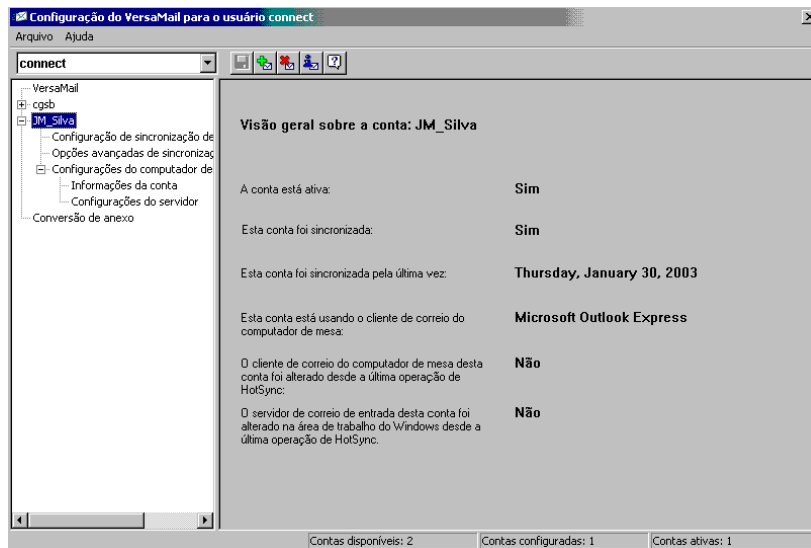 Configuração do VersaMail para o usuário connect
Arquivo Ajuda
connect
VersaMail
cgsb
JM_Silva
Configuração de sincronização de
Opções avançadas de sincronizaç
Configurações do computador de
Informações da conta
Configurações do servidor
Conversão de anexo
Visão geral sobre a conta: JM_Silva
A conta está ativa: Sim
Esta conta foi sincronizada: Sim
Esta conta foi sincronizada pela última vez: Thursday, January 30, 2003
Esta conta está usando o cliente de correio do Microsoft Outlook Express
computador de mesa:
O cliente de correio do computador de mesa desta Não
conta foi alterado desde a última operação de
HotSync:
O servidor de correio de entrada desta conta foi Não
alterado na área de trabalho do Windows desde a
última operação de HotSync.
Contas disponíveis: 2 Contas configuradas: 1 Contas ativas: 1